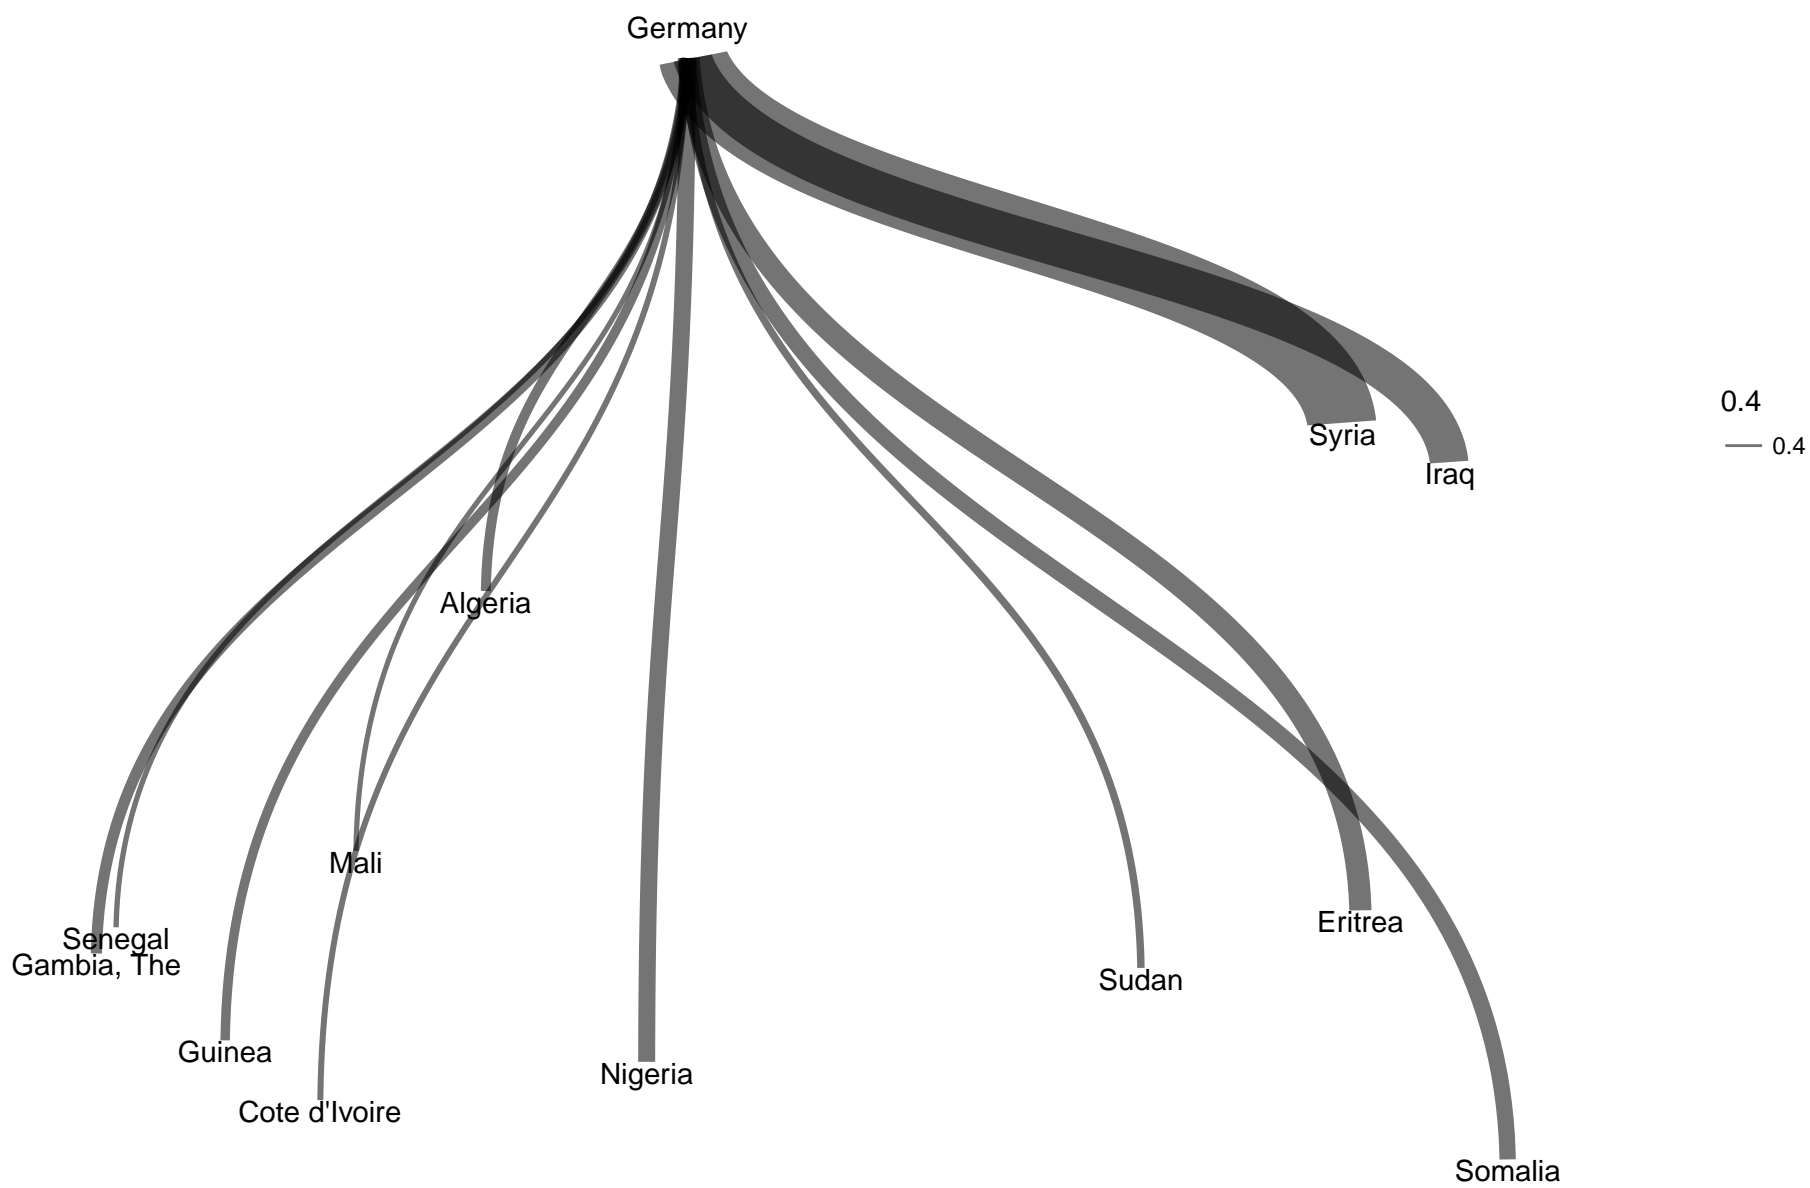 Germany
0.4
0.4
Syria
Iraq
Algeria
Mali
Senegal
Gambia, The
Eritrea
Sudan
Guinea
Nigeria
Cote d'Ivoire
Somalia